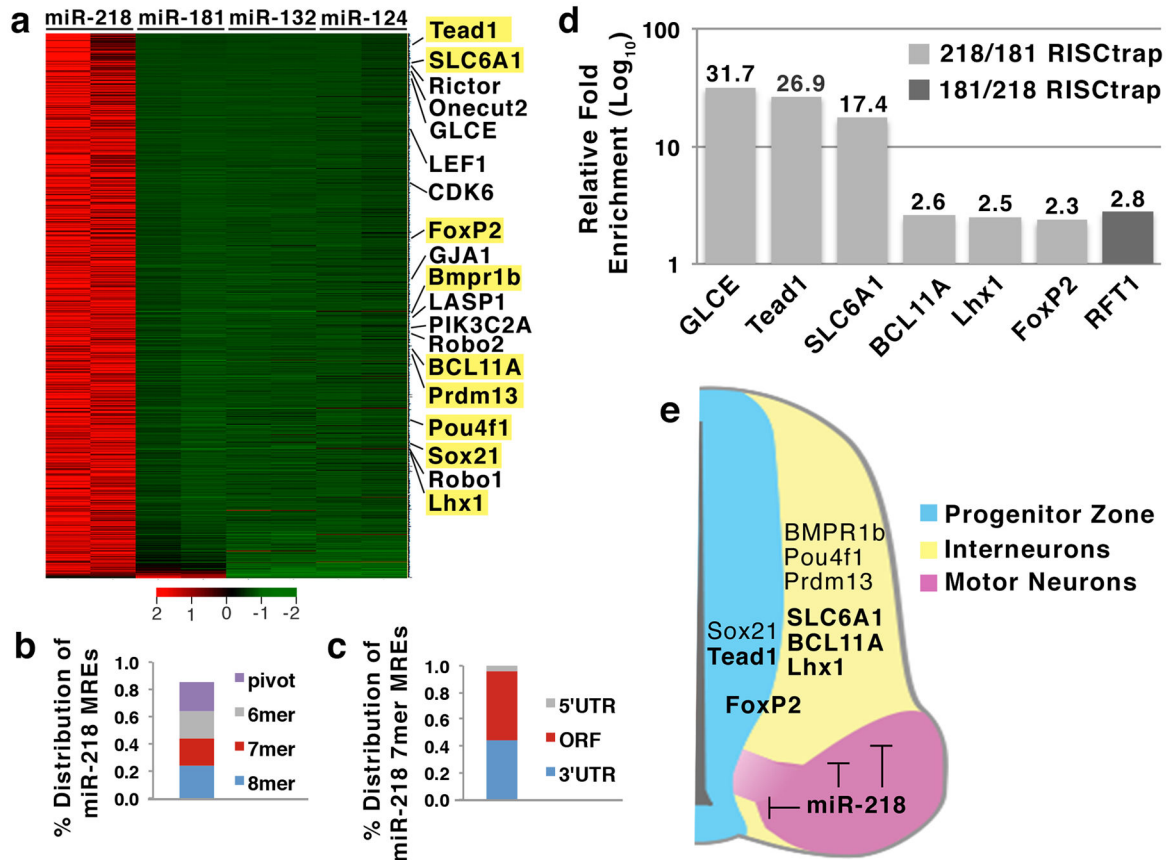 a
miR-218 miR-181 miR-132 miR-124
Tead1
SLC6A1
Rictor
Onecut2
GLCE
LEF1
CDK6
FoxP2
GJA1
Bmpr1b
LASP1
PIK3C2A
Robo2
BCL11A
Prdm13
Pou4f1
Sox21
Robo1
Lhx1
2 1 0 -1 -2
b
% Distribution of
miR-218 MREs
1.0
0.8
0.6
0.4
0.2
0.0
pivot
6mer
7mer
8mer
c
% Distribution of
miR-218 7mer MREs
1.0
0.8
0.6
0.4
0.2
0.0
5'UTR
ORF
3'UTR
d
Relative Fold
Enrichment (Log10)
100
10
1
218/181 RISCtrap
181/218 RISCtrap
31.7
26.9
17.4
2.6
2.5
2.3
2.8
GLCE
Tead1
SLC6A1
BCL11A
Lhx1
FoxP2
RFT1
e
BMPR1b
Pou4f1
Prdm13
SLC6A1
BCL11A
Lhx1
Sox21
Tead1
FoxP2
miR-218
Progenitor Zone
Interneurons
Motor Neurons